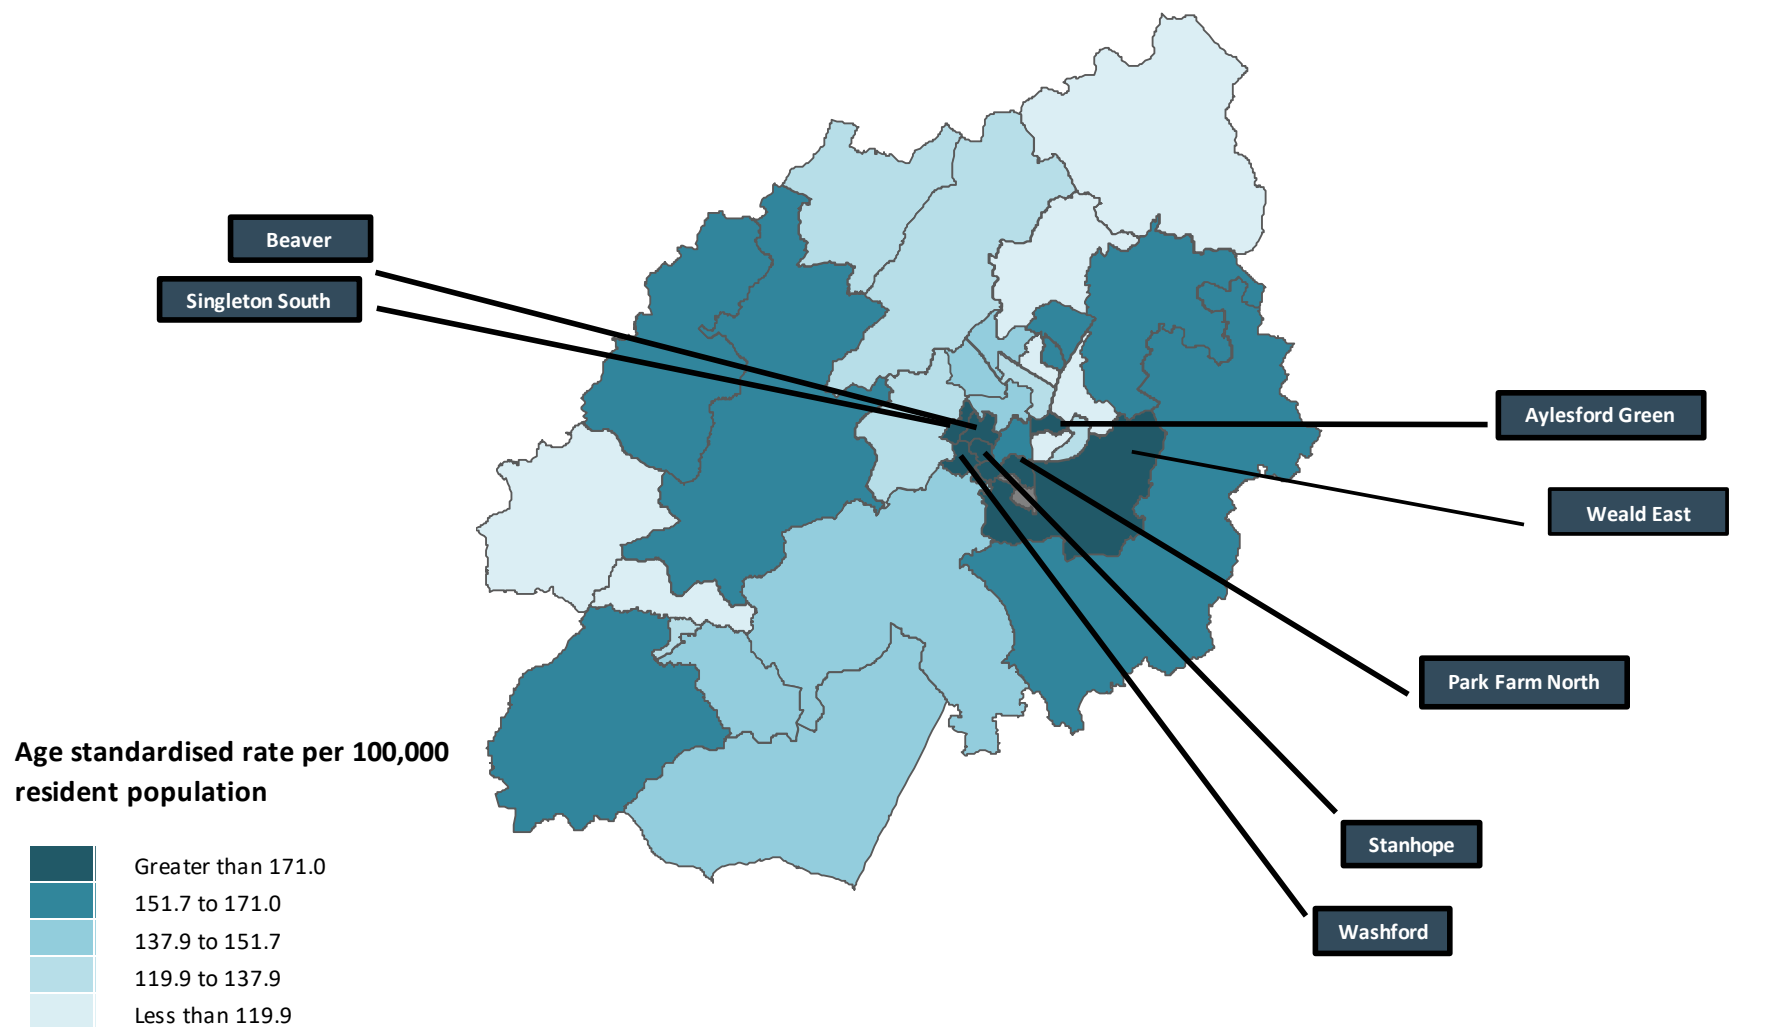 Beaver
Singleton South
Aylesford Green
Weald East
Park Farm North
Stanhope
Washford
Age standardised rate per 100,000
resident population
Greater than 171.0
151.7 to 171.0
137.9 to 151.7
119.9 to 137.9
Less than 119.9